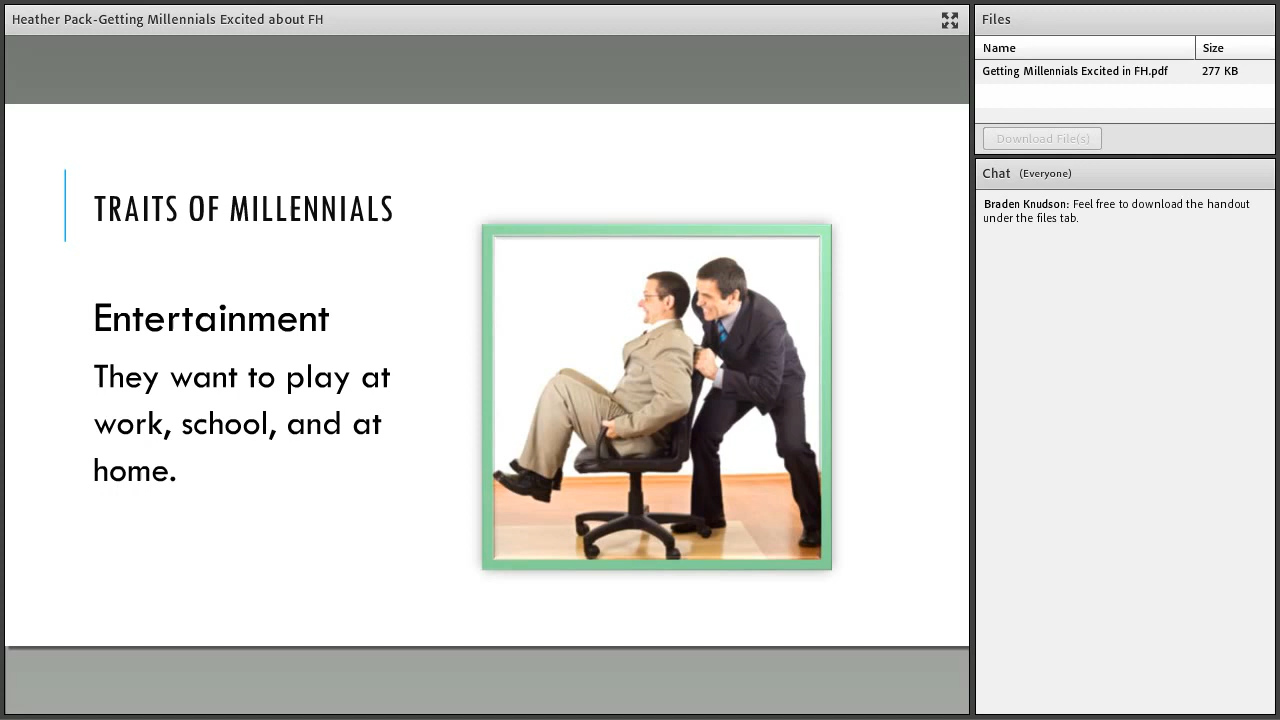 Heather Pack-Getting Millennials Excited about FH
TRAITS OF MILLENNIALS
Entertainment
They want to play at
work, school, and at
home.
Files
Name
Size
Getting Millennials Excited in FH.pdf
277 KB
Download File(s)
Chat (Everyone)
Braden Knudson: Feel free to download the handout
under the files tab.